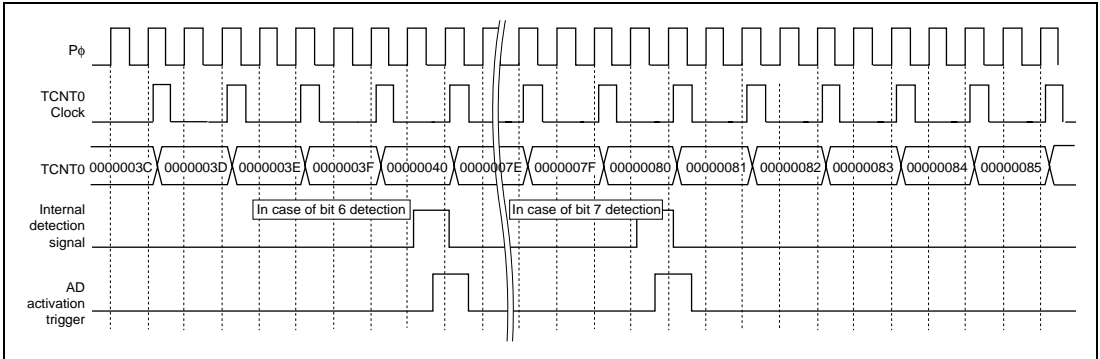 Pϕ
TCNT0
Clock
TCNT0 0000003C 0000003D 0000003E 0000003F 00000040 0000007E 0000007F 00000080 00000081 00000082 00000083 00000084 00000085
Internal
detection
signal
In case of bit 6 detection
In case of bit 7 detection
AD
activation
trigger